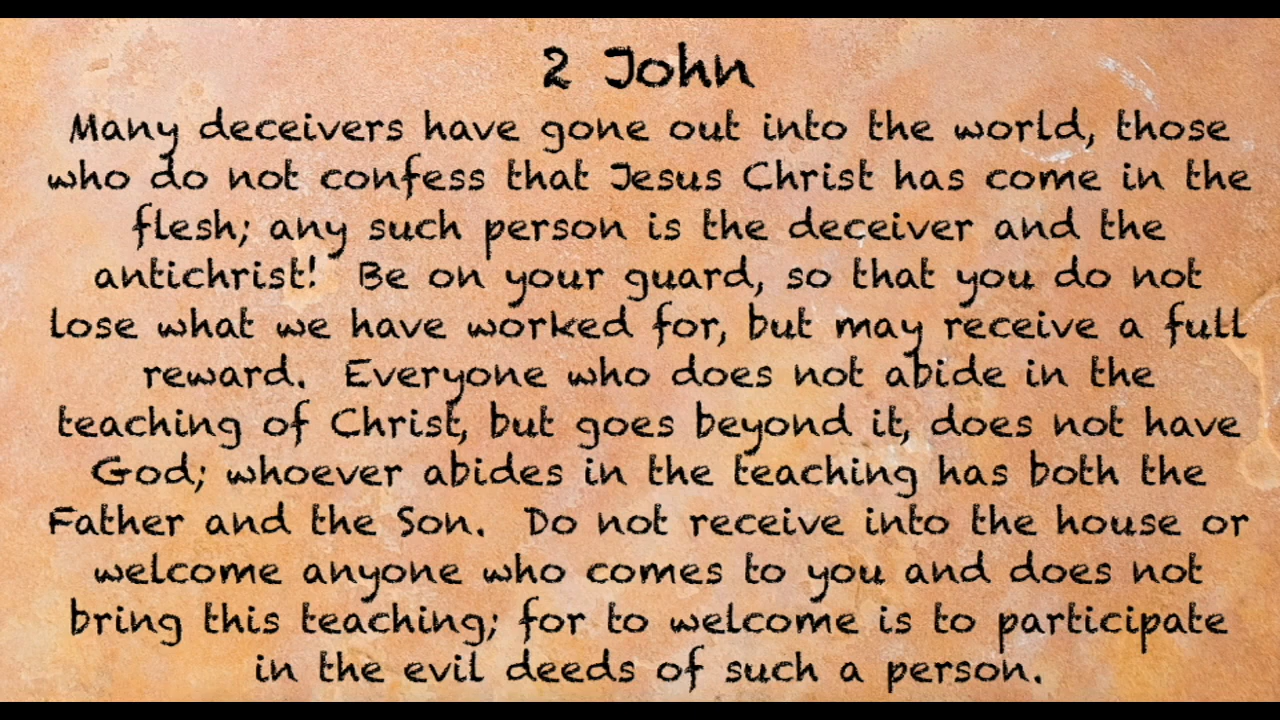 2 John
Many deceivers have gone out into the world, those
who do not confess that Jesus Christ has come in the
flesh; any such person is the deceiver and the
antichrist!  Be on your guard, so that you do not
lose what we have worked for, but may receive a full
reward.  Everyone who does not abide in the
teaching of Christ, but goes beyond it, does not have
God; whoever abides in the teaching has both the
Father and the Son.  Do not receive into the house or
welcome anyone who comes to you and does not
bring this teaching; for to welcome is to participate
in the evil deeds of such a person.